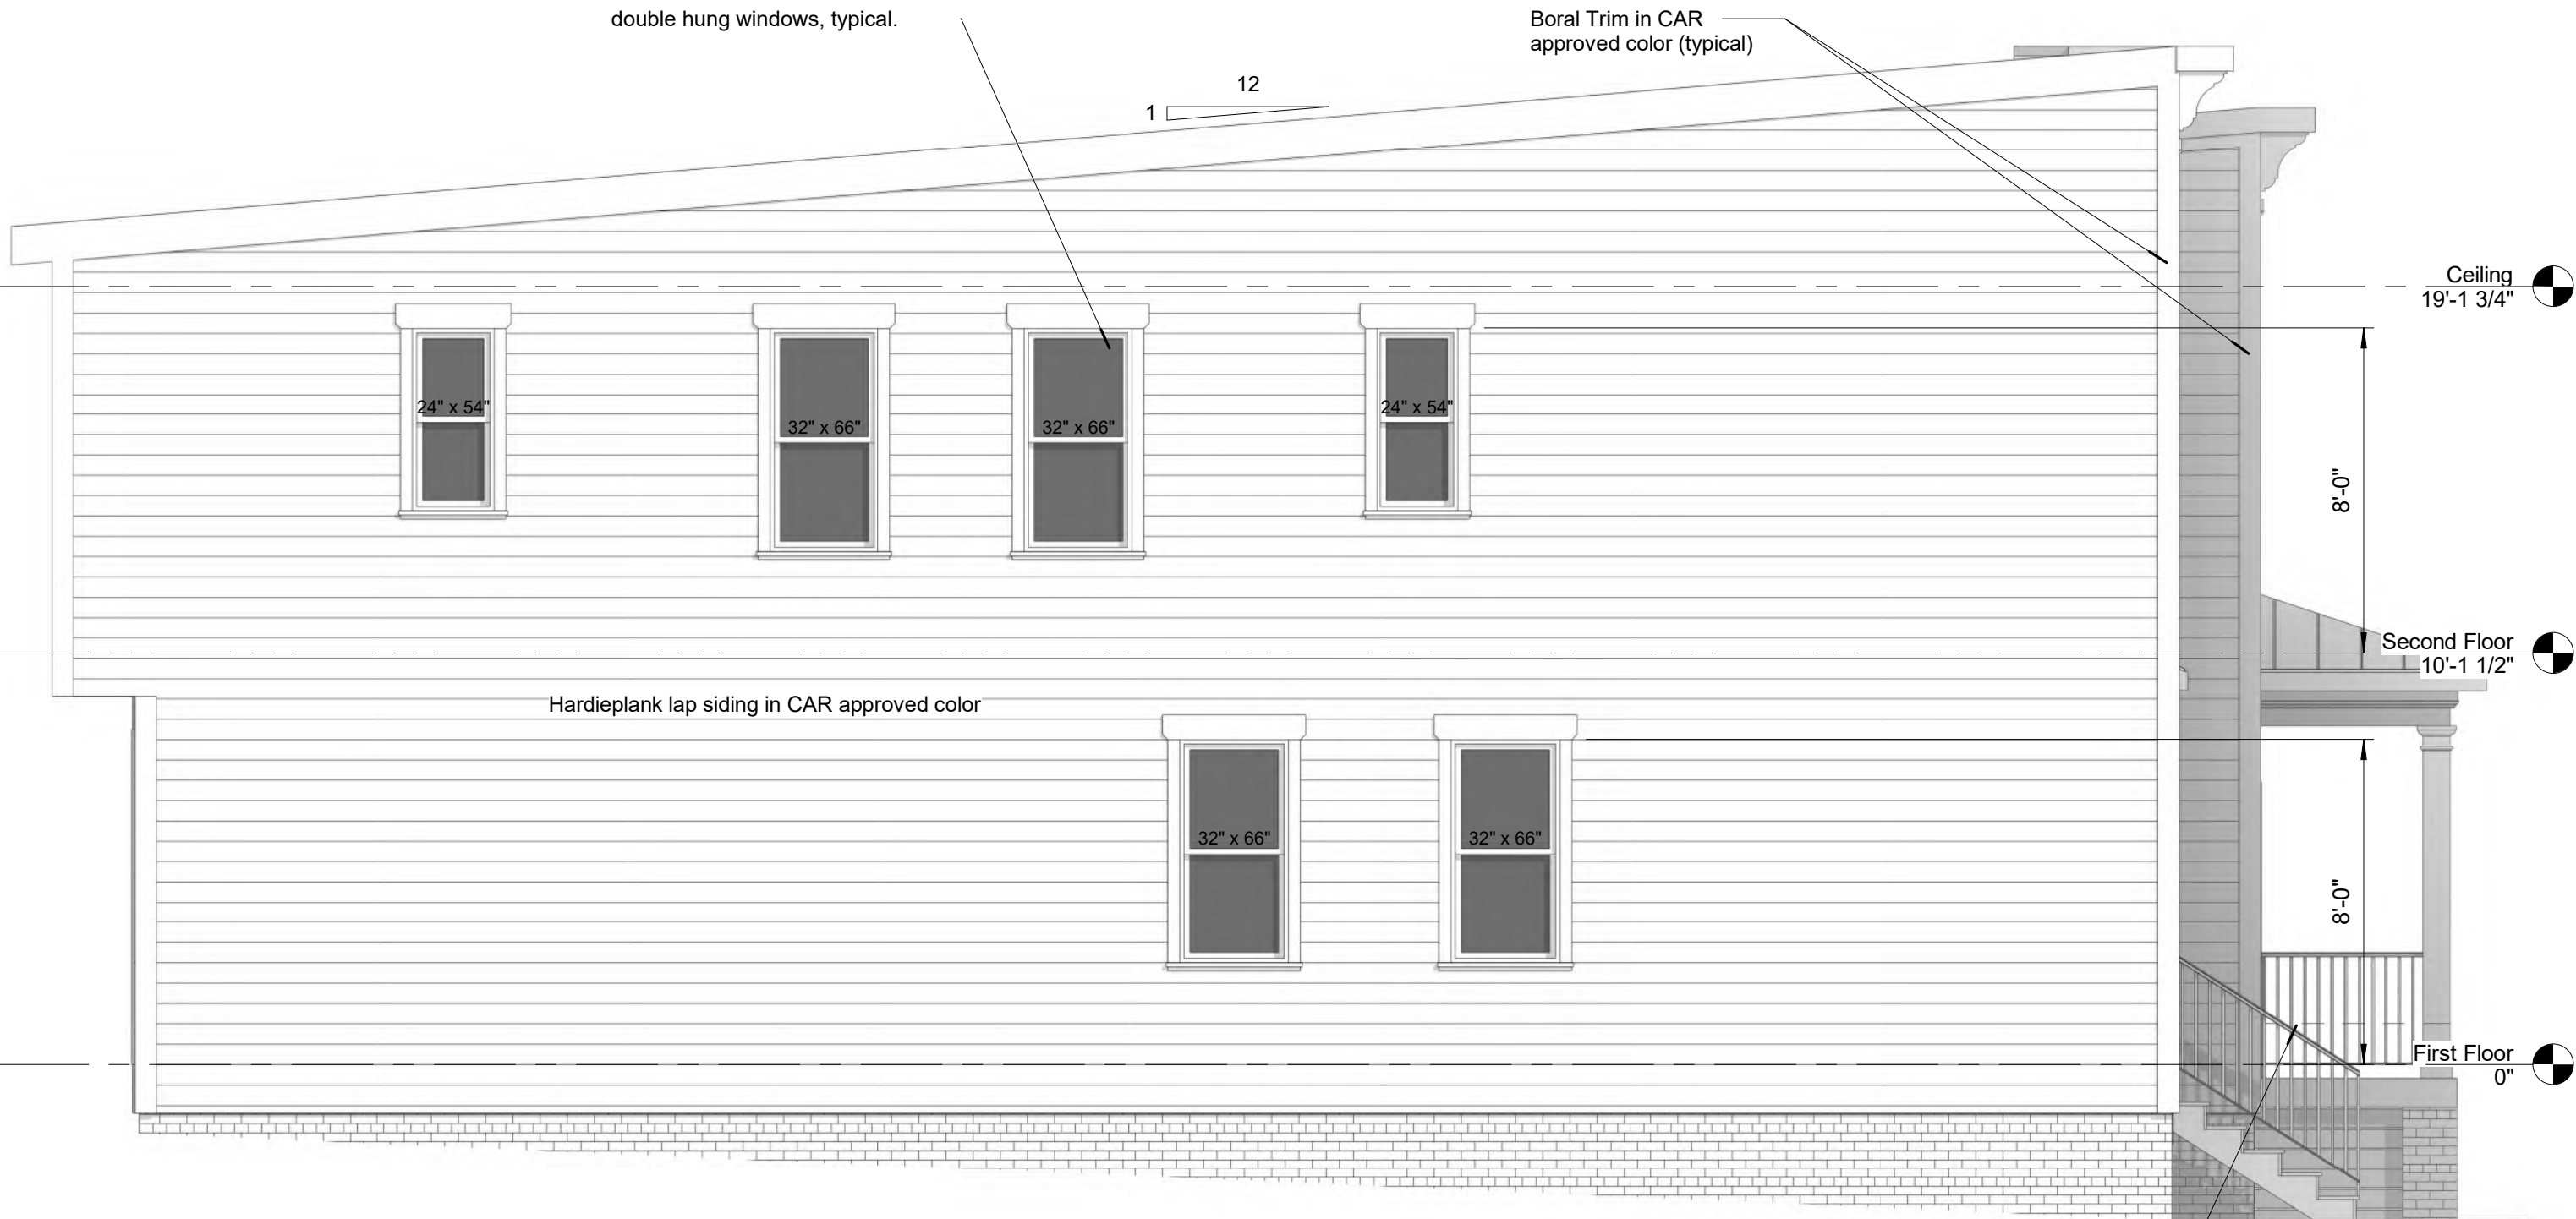 double hung windows, typical.
Boral Trim in CAR
approved color (typical)
12
1
Ceiling
19'-1 3/4"
24" x 54"
32" x 66"
32" x 66"
24" x 54"
8'-0"
Second Floor
10'-1 1/2"
Hardieplank lap siding in CAR approved color
32" x 66"
32" x 66"
8'-0"
First Floor
0"